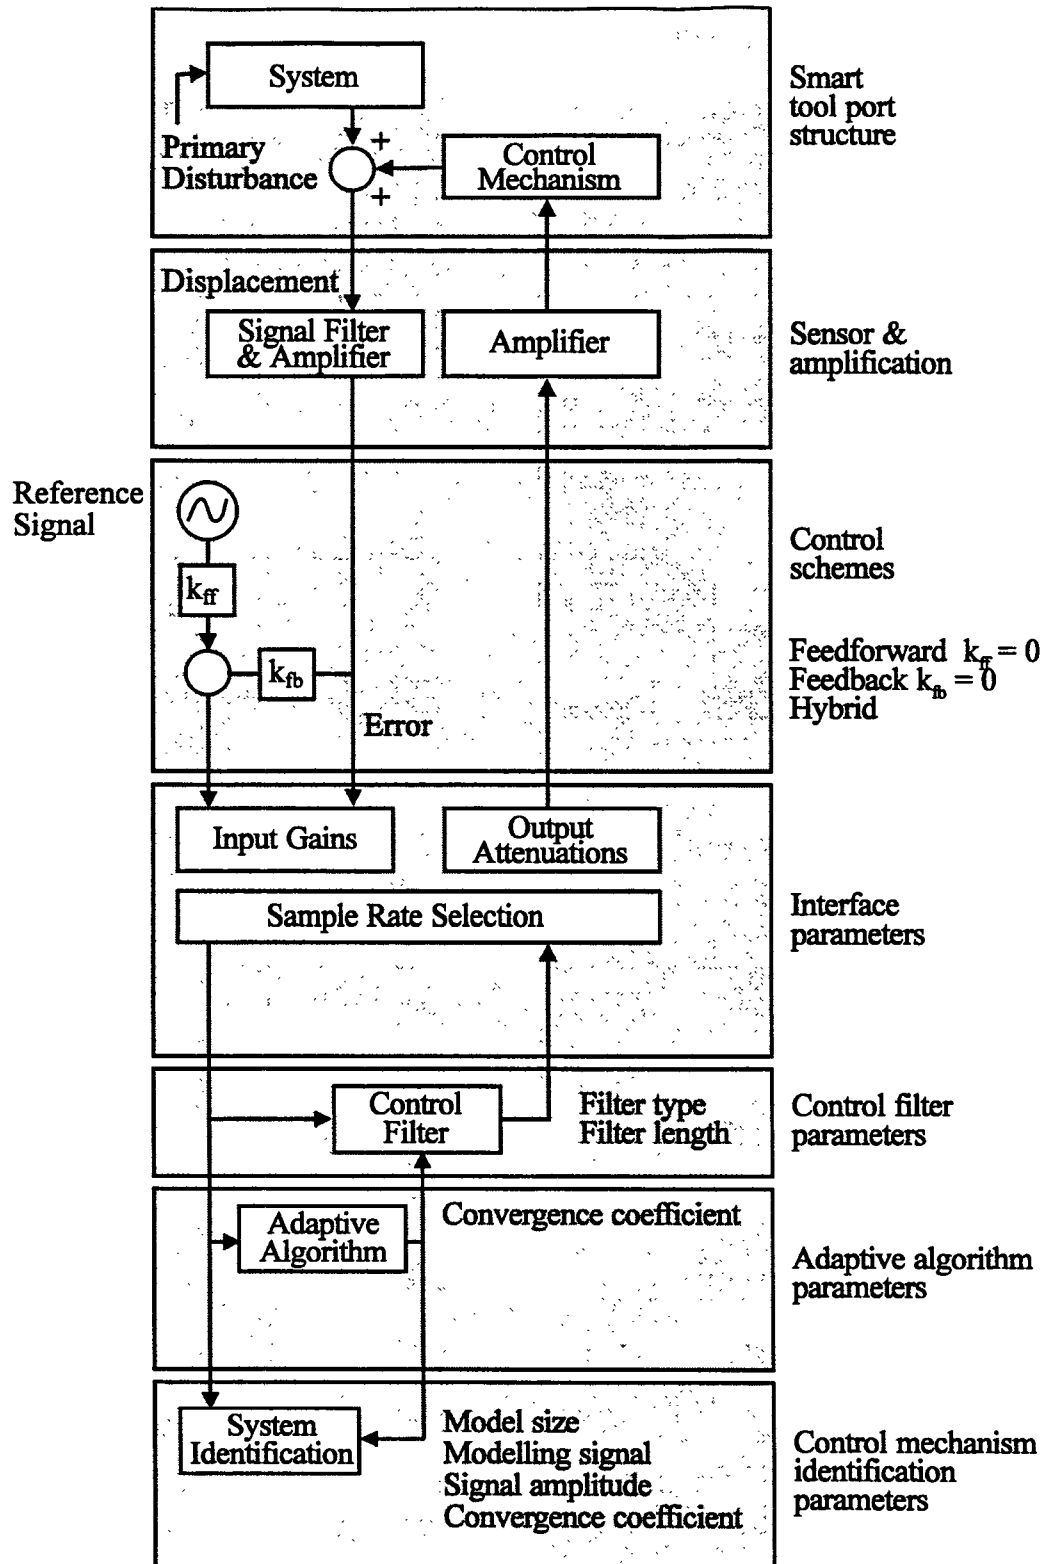 System
Smart
tool port
structure
Primary
Disturbance
+
+
Control
Mechanism
Displacement
Signal Filter
& Amplifier
Amplifier
Sensor &
amplification
Reference
Signal
kff
kfb
Error
Control
schemes
Feedforward kff = 0
Feedback kfb = 0
Hybrid
Input Gains
Output
Attenuations
Sample Rate Selection
Interface
parameters
Control
Filter
Filter type
Filter length
Control filter
parameters
Adaptive
Algorithm
Convergence coefficient
Adaptive algorithm
parameters
System
Identification
Model size
Modelling signal
Signal amplitude
Convergence coefficient
Control mechanism
identification
parameters